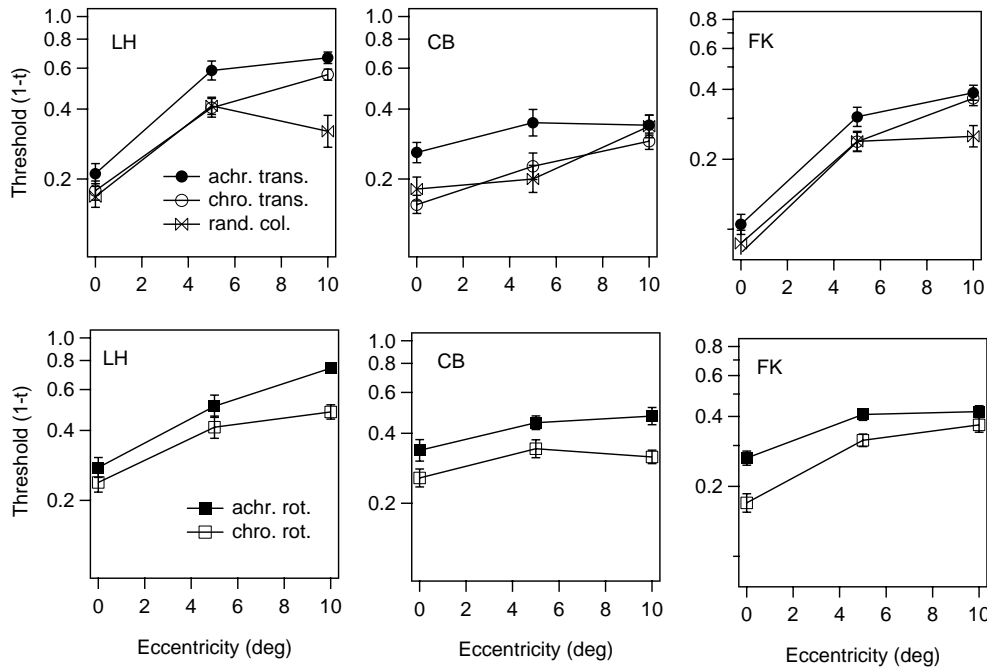 LH
Threshold (1-t)
1.0
0.8
0.6
0.4
0.2
achr. trans.
chro. trans.
rand. col.
0 2 4 6 8 10
CB
1.0
0.8
0.6
0.4
0.2
0 2 4 6 8 10
FK
0.8
0.6
0.4
0.2
0 2 4 6 8 10
LH
Threshold (1-t)
1.0
0.8
0.6
0.4
0.2
achr. rot.
chro. rot.
0 2 4 6 8 10
Eccentricity (deg)
CB
1.0
0.8
0.6
0.4
0.2
0 2 4 6 8 10
Eccentricity (deg)
FK
0.8
0.6
0.4
0.2
0 2 4 6 8 10
Eccentricity (deg)